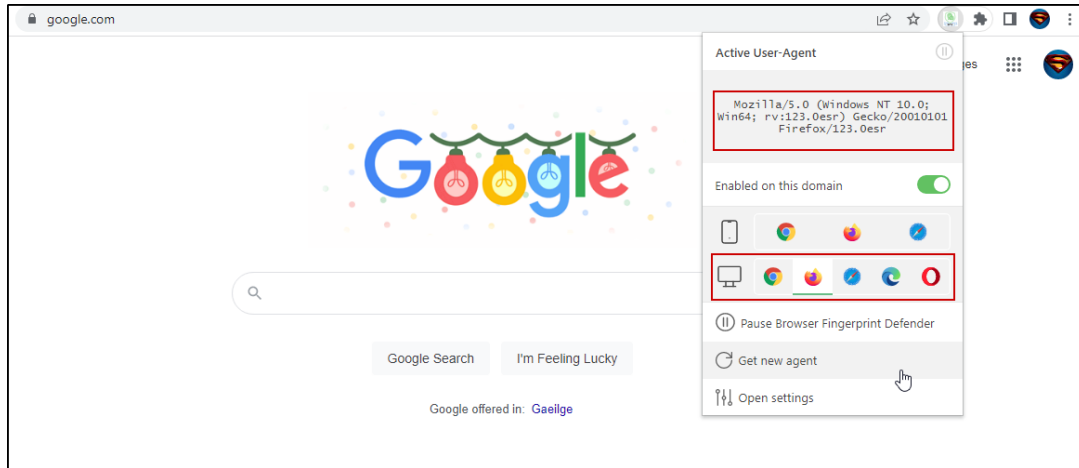 google.com
Active User-Agent
ges
Mozilla/5.0 (Windows NT 10.0;
Win64; rv:123.0esr) Gecko/20010101
Firefox/123.0esr
Google
Enabled on this domain
Pause Browser Fingerprint Defender
Google Search
I'm Feeling Lucky
Get new agent
Open settings
Google offered in: Gaeilge